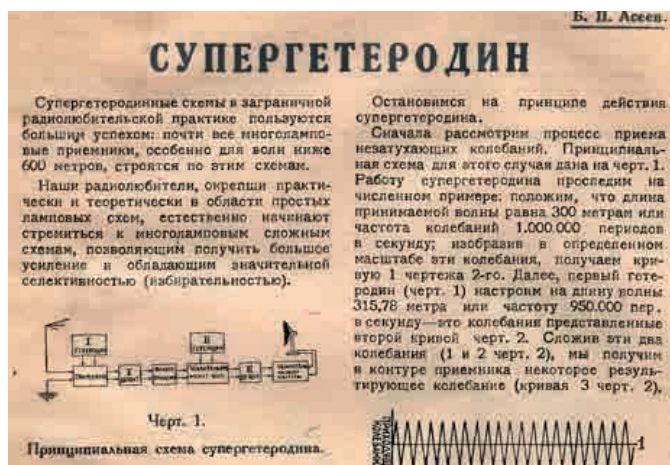 Б. П. Асеев.
СУПЕРГЕТЕРОДИН
Супергетеродинные схемы в заграничной
радиолюбительской практике пользуются
большим успехом: почти все многолампо-
вые приемники, особенно для волн ниже
600 метров, строятся по этим схемам.
Наши радиолюбители, окрепши практи-
чески и теоретически в области простых
ламповых схем, естественно начинают
стремиться к многоламповым сложным
схемам, позволяющим получить большое
усиление и обладающим значительной
селективностью (избирательностью).
I
II
Черт. 1.
Принципиальная схема супергетеродина.
Остановимся на принципе действия
супергетеродина.
Сначала рассмотрим процесс приема
незатухающих колебаний. Принципиаль-
ная схема для этого случая дана на черт. 1.
Работу супергетеродина проследим на
численном примере: положим, что длина
принимаемой волны равна 300 метрам или
частота колебаний 1.000.000 периодов
в секунду; изобразив в определенном
масштабе эти колебания, получаем кри-
вую 1 чертежа 2-го. Далее, первый гете-
родин (черт. 1) настроим на длину волны
315,78 метра или частоту 950.000 пер.
в секунду—это колебания представленные
второй кривой черт. 2. Сложив эти два
колебания (1 и 2 черт. 2), мы получим
в контуре приемника некоторое резуль-
тирующее колебание (кривая 3 черт. 2),
1